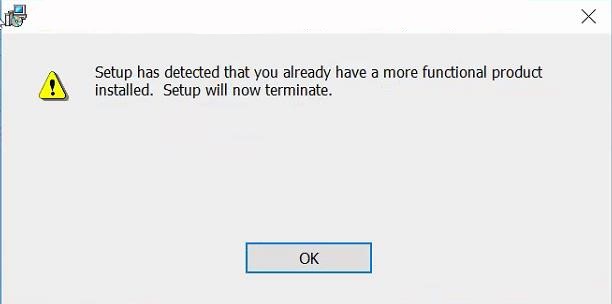 Setup has detected that you already have a more functional product
installed.  Setup will now terminate.
OK